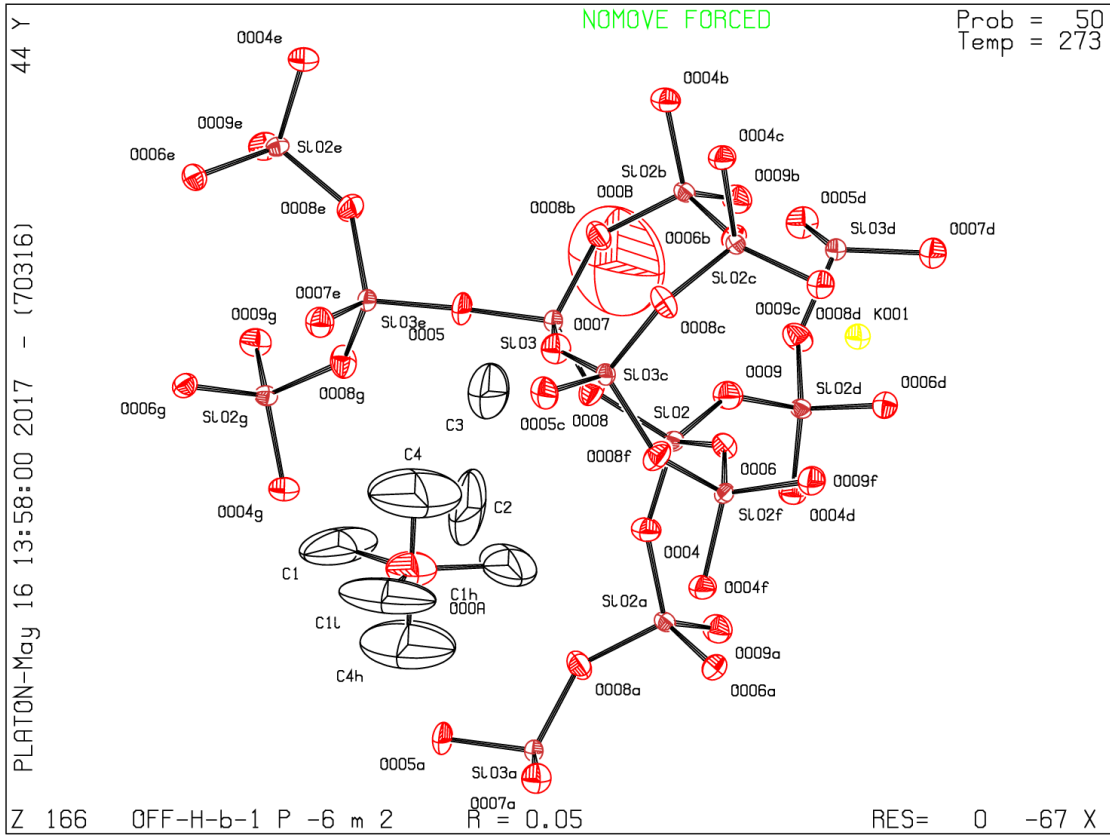 NOMOVE FORCED
Prob = 50
Temp = 273
44 Y
PLATON-May 16 13:58:00 2017 - (70316)
O004e
O009e
O006e
Si02e
O008e
O004b
O004c
Si02b
O009b
O00B
O008b
O006b
O005d
Si03d
O007d
Si02c
O009c
O008d
K001
O008c
O007e
Si03e
O005
O007
Si03
O009g
O008g
O006g
Si02g
O004g
Si03c
C3
O005c
O008
Si02
O009
Si02d
O006d
O008f
O006
O009f
Si02f
O004d
C4
C2
C1
C1h
O00A
C1i
C4h
O004
O004f
Si02a
O009a
O006a
O008a
O005a
Si03a
O007a
Z 166 OFF-H-b-1 P -6 m 2 R = 0.05 RES= 0 -67 X